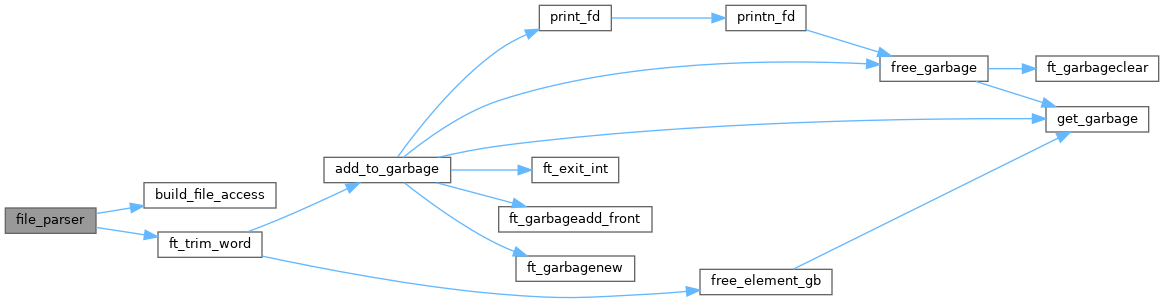 print_fd
printn_fd
free_garbage
ft_garbageclear
get_garbage
add_to_garbage
ft_exit_int
build_file_access
file_parser
ft_garbageadd_front
ft_trim_word
ft_garbagenew
free_element_gb